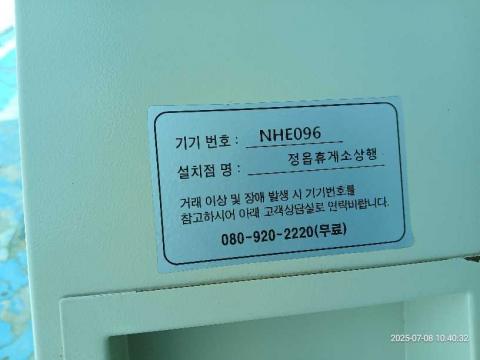 기기 번호 : NHE096
설치점 명 : 정읍휴게소상행
거래 이상 및 장애 발생 시 기기번호를
참고하시어 아래 고객상담실로 연락바랍니다.
080-920-2220(무료)
2025-07-08 10:40:32